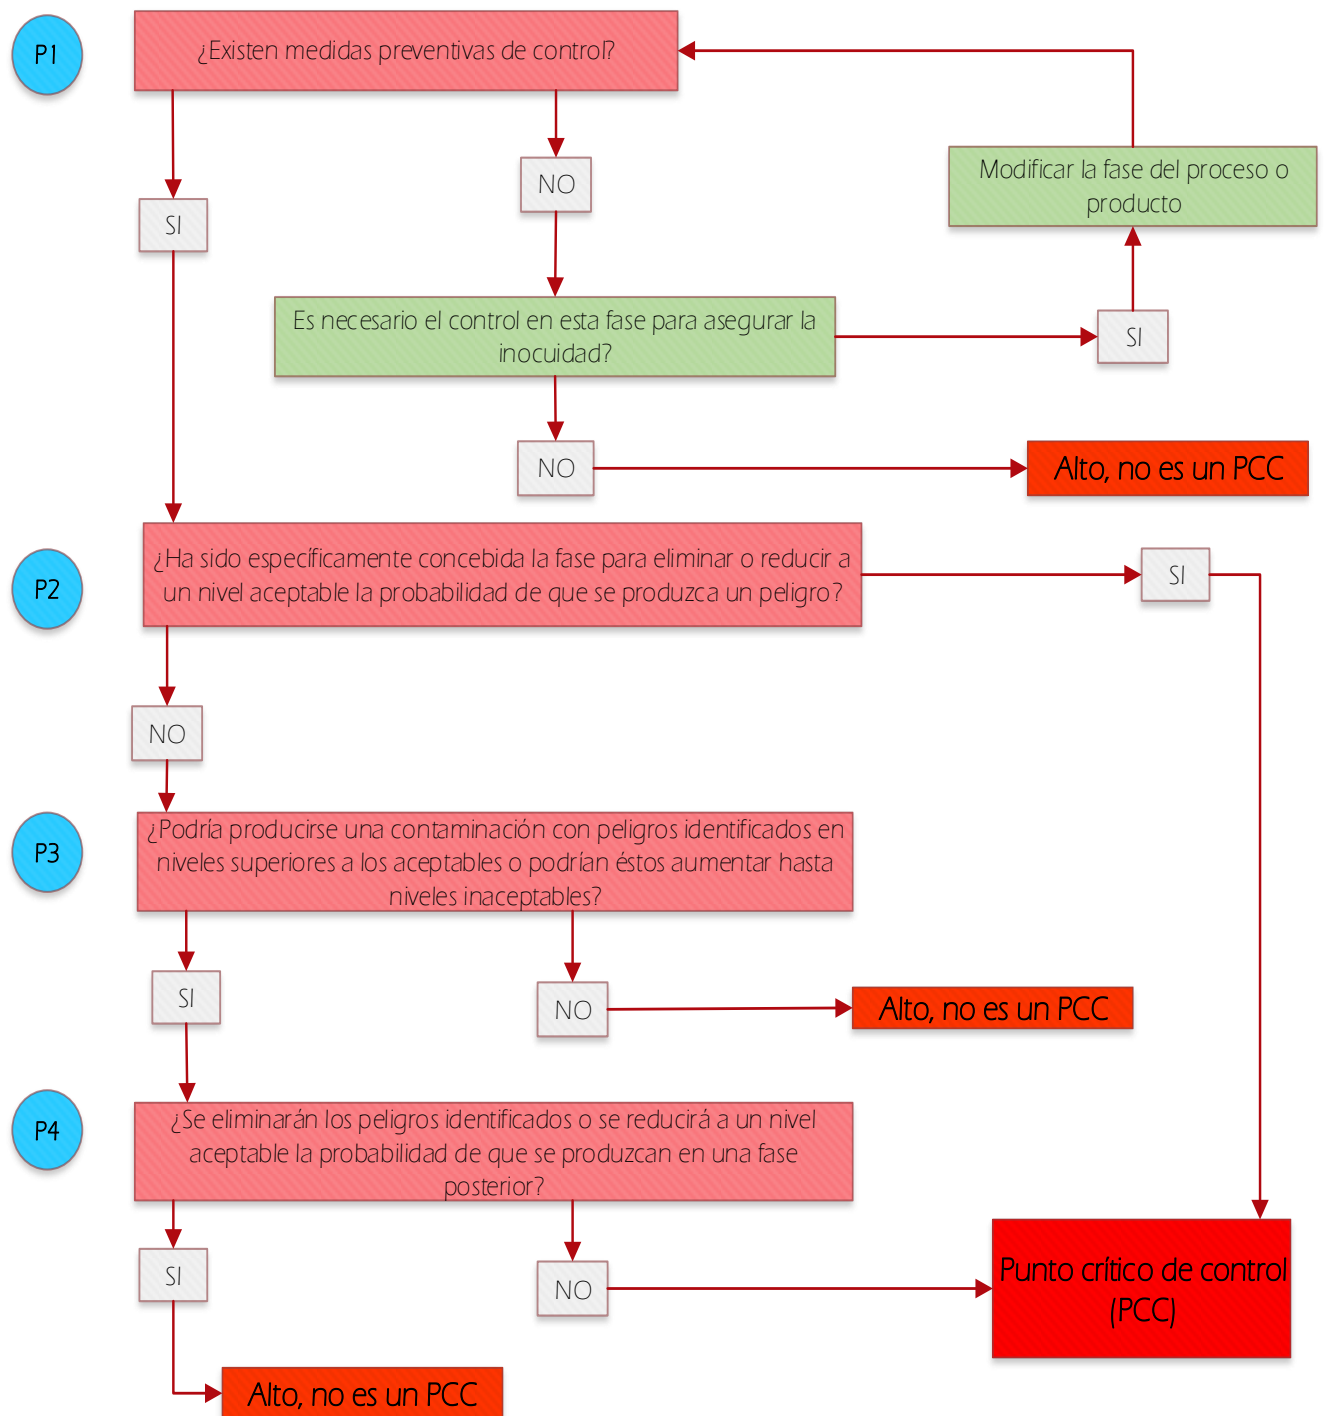 P1
¿Existen medidas preventivas de control?
NO
SI
Modificar la fase del proceso o
producto
Es necesario el control en esta fase para asegurar la
inocuidad?
SI
NO
Alto, no es un PCC
P2
¿Ha sido específicamente concebida la fase para eliminar o reducir a
un nivel aceptable la probabilidad de que se produzca un peligro?
SI
NO
P3
¿Podría producirse una contaminación con peligros identificados en
niveles superiores a los aceptables o podrían éstos aumentar hasta
niveles inaceptables?
SI
NO
Alto, no es un PCC
P4
¿Se eliminarán los peligros identificados o se reducirá a un nivel
aceptable la probabilidad de que se produzcan en una fase
posterior?
SI
NO
Punto crítico de control
(PCC)
Alto, no es un PCC